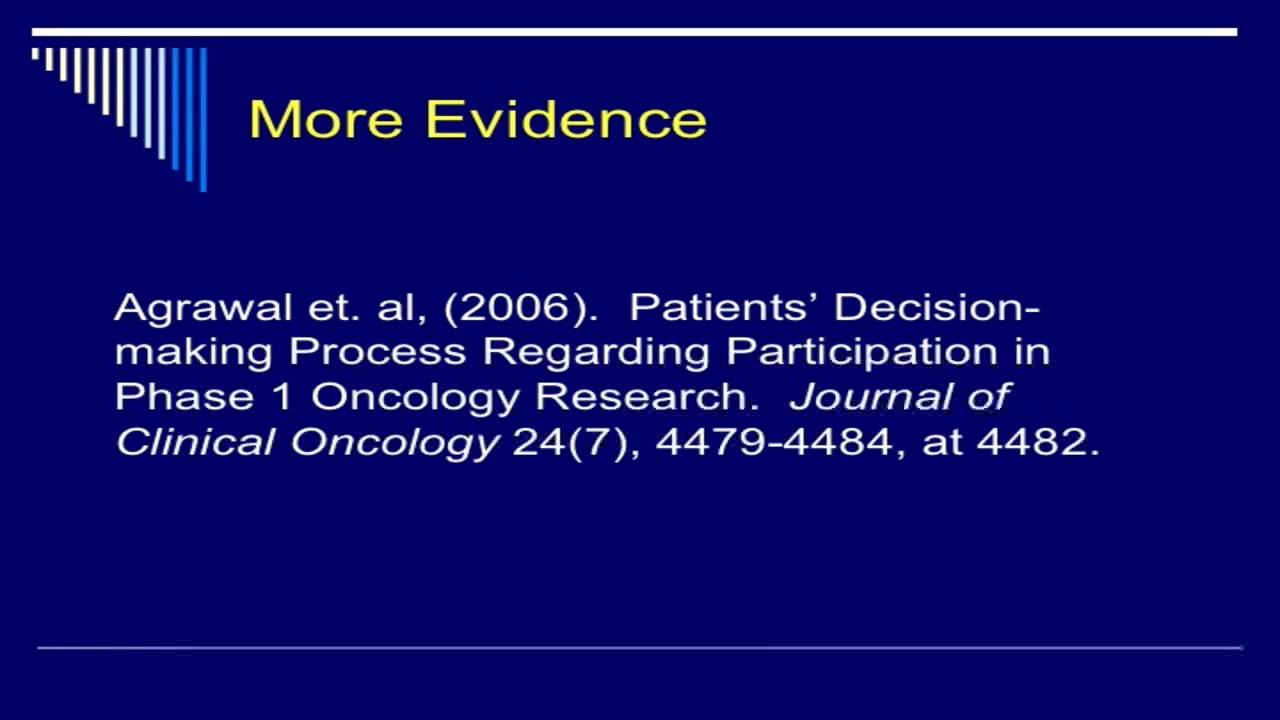 More Evidence
Agrawal et. al, (2006).  Patients’ Decision-
making Process Regarding Participation in
Phase 1 Oncology Research.  Journal of
Clinical Oncology 24(7), 4479-4484, at 4482.